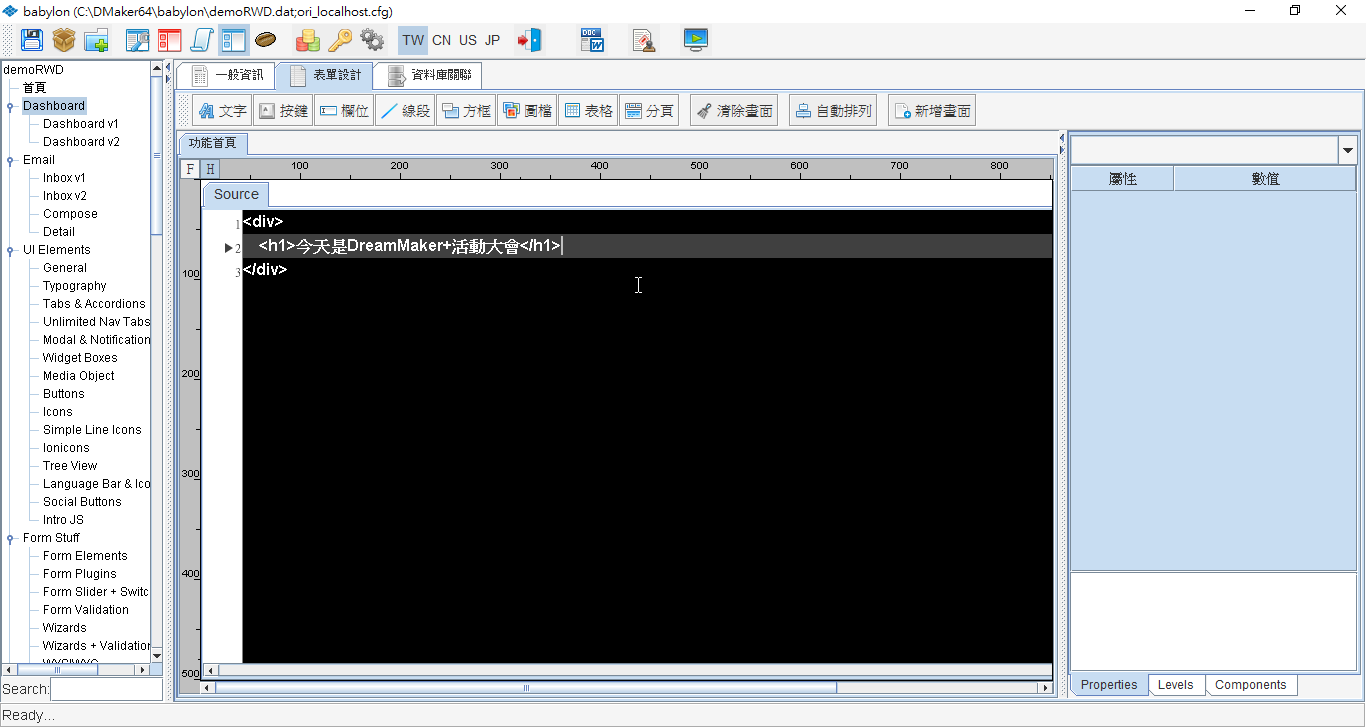 babylon (C:\DMaker64\babylon\demoRWD.dat;ori_localhost.cfg)
TW CN US JP
DOC W
demoRWD
首頁
Dashboard
Dashboard v1
Dashboard v2
Email
Inbox v1
Inbox v2
Compose
Detail
UI Elements
General
Typography
Tabs & Accordions
Unlimited Nav Tabs
Modal & Notification
Widget Boxes
Media Object
Buttons
Icons
Simple Line Icons
Ionicons
Tree View
Language Bar & Ico
Social Buttons
Intro JS
Form Stuff
Form Elements
Form Plugins
Form Slider + Switc
Form Validation
Wizards
Wizards + Validation
WYSIWYG
Search:
Ready...
一般資訊 表單設計 資料庫關聯
文字 按鍵 欄位 線段 方框 圖檔 表格 分頁 清除畫面 自動排列 新增畫面
功能首頁
F H 100 200 300 400 500 600 700 800
100
200
300
400
500
Source
1 <div>
2 <h1>今天是DreamMaker+活動大會</h1>
3 </div>
屬性 數值
Properties Levels Components